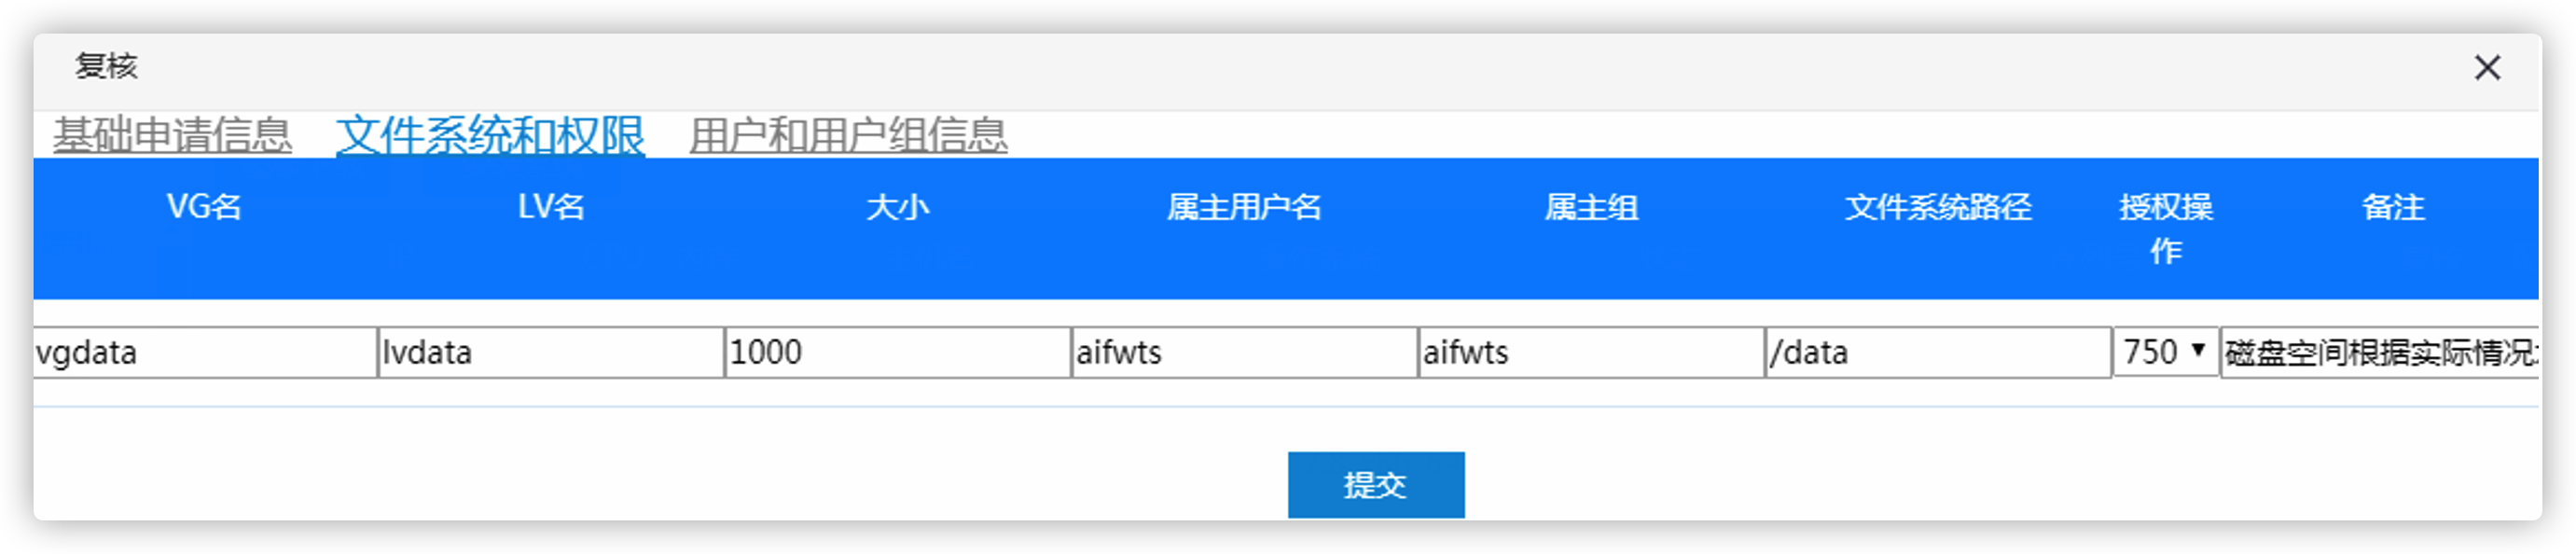 复核
基础申请信息 文件系统和权限 用户和用户组信息
VG名 LV名 大小 属主用户名 属主组 文件系统路径 授权操作 备注
vgdata lvdata 1000 aifwts aifwts /data 750 磁盘空间根据实际情况
提交